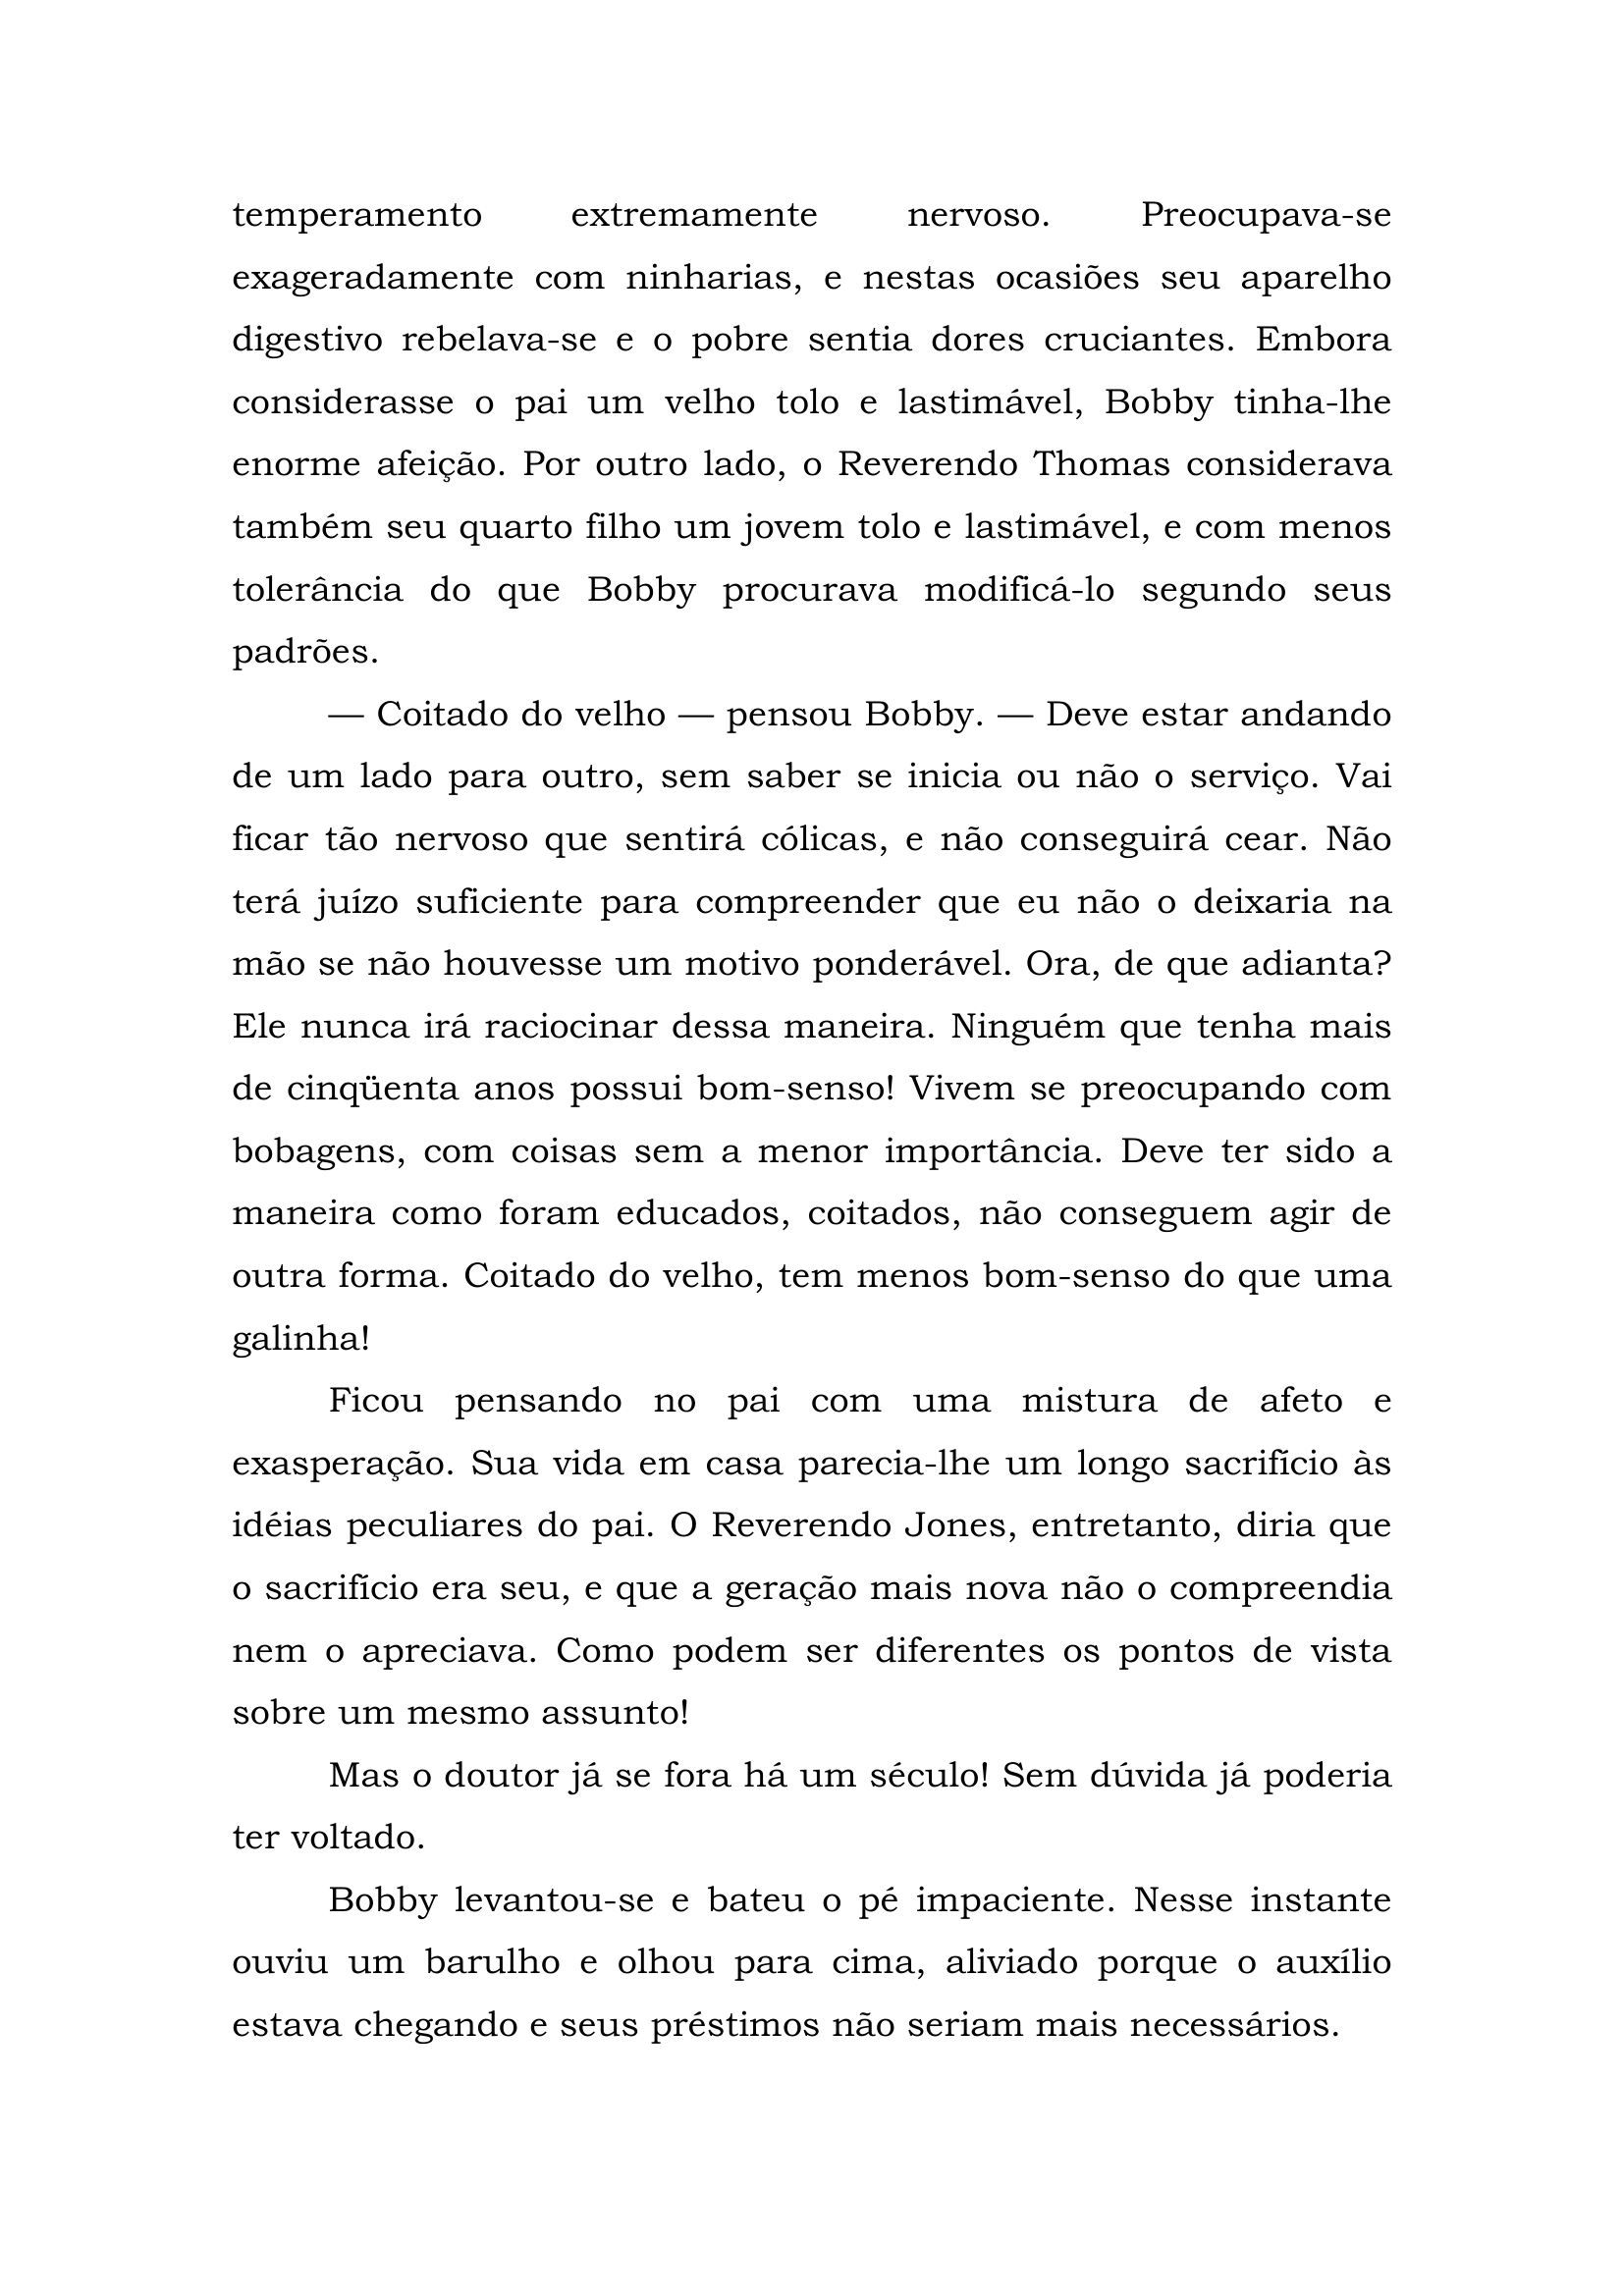 temperamento extremamente nervoso. Preocupava-se
exageradamente com ninharias, e nestas ocasiões seu aparelho
digestivo rebelava-se e o pobre sentia dores cruciantes. Embora
considerasse o pai um velho tolo e lastimável, Bobby tinha-lhe
enorme afeição. Por outro lado, o Reverendo Thomas considerava
também seu quarto filho um jovem tolo e lastimável, e com menos
tolerância do que Bobby procurava modificá-lo segundo seus
padrões.
— Coitado do velho — pensou Bobby. — Deve estar andando
de um lado para outro, sem saber se inicia ou não o serviço. Vai
ficar tão nervoso que sentirá cólicas, e não conseguirá cear. Não
terá juízo suficiente para compreender que eu não o deixaria na
mão se não houvesse um motivo ponderável. Ora, de que adianta?
Ele nunca irá raciocinar dessa maneira. Ninguém que tenha mais
de cinqüenta anos possui bom-senso! Vivem se preocupando com
bobagens, com coisas sem a menor importância. Deve ter sido a
maneira como foram educados, coitados, não conseguem agir de
outra forma. Coitado do velho, tem menos bom-senso do que uma
galinha!
Ficou pensando no pai com uma mistura de afeto e
exasperação. Sua vida em casa parecia-lhe um longo sacrifício às
idéias peculiares do pai. O Reverendo Jones, entretanto, diria que
o sacrifício era seu, e que a geração mais nova não o compreendia
nem o apreciava. Como podem ser diferentes os pontos de vista
sobre um mesmo assunto!
Mas o doutor já se fora há um século! Sem dúvida já poderia
ter voltado.
Bobby levantou-se e bateu o pé impaciente. Nesse instante
ouviu um barulho e olhou para cima, aliviado porque o auxílio
estava chegando e seus préstimos não seriam mais necessários.